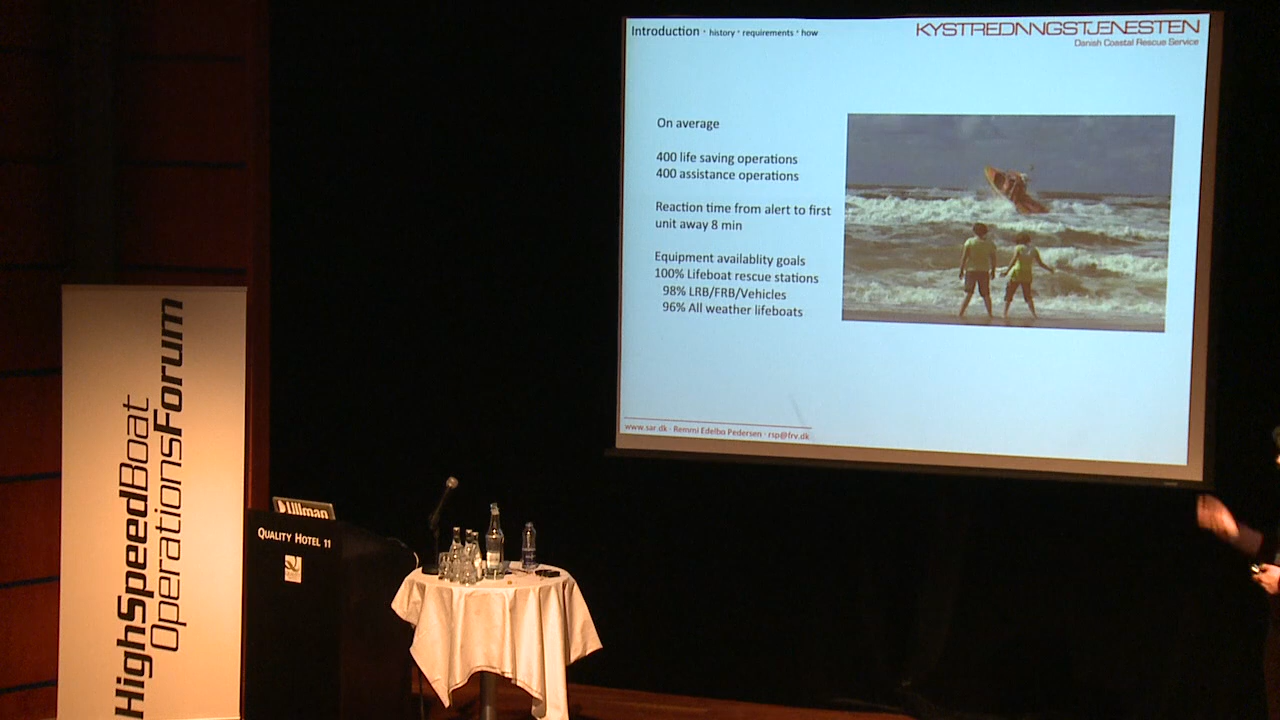 Introduction · history · requirements · how
KYSTREDNINGSTJENESTEN
Danish Coastal Rescue Service
On average
400 life saving operations
400 assistance operations
Reaction time from alert to first
unit away 8 min
Equipment availablity goals
100% Lifeboat rescue stations
98% LRB/FRB/Vehicles
96% All weather lifeboats
www.sar.dk · Remmi Edelbo Pedersen · rsp@frv.dk
HighSpeedBoat
OperationsForum
Ullman
QUALITY HOTEL 11